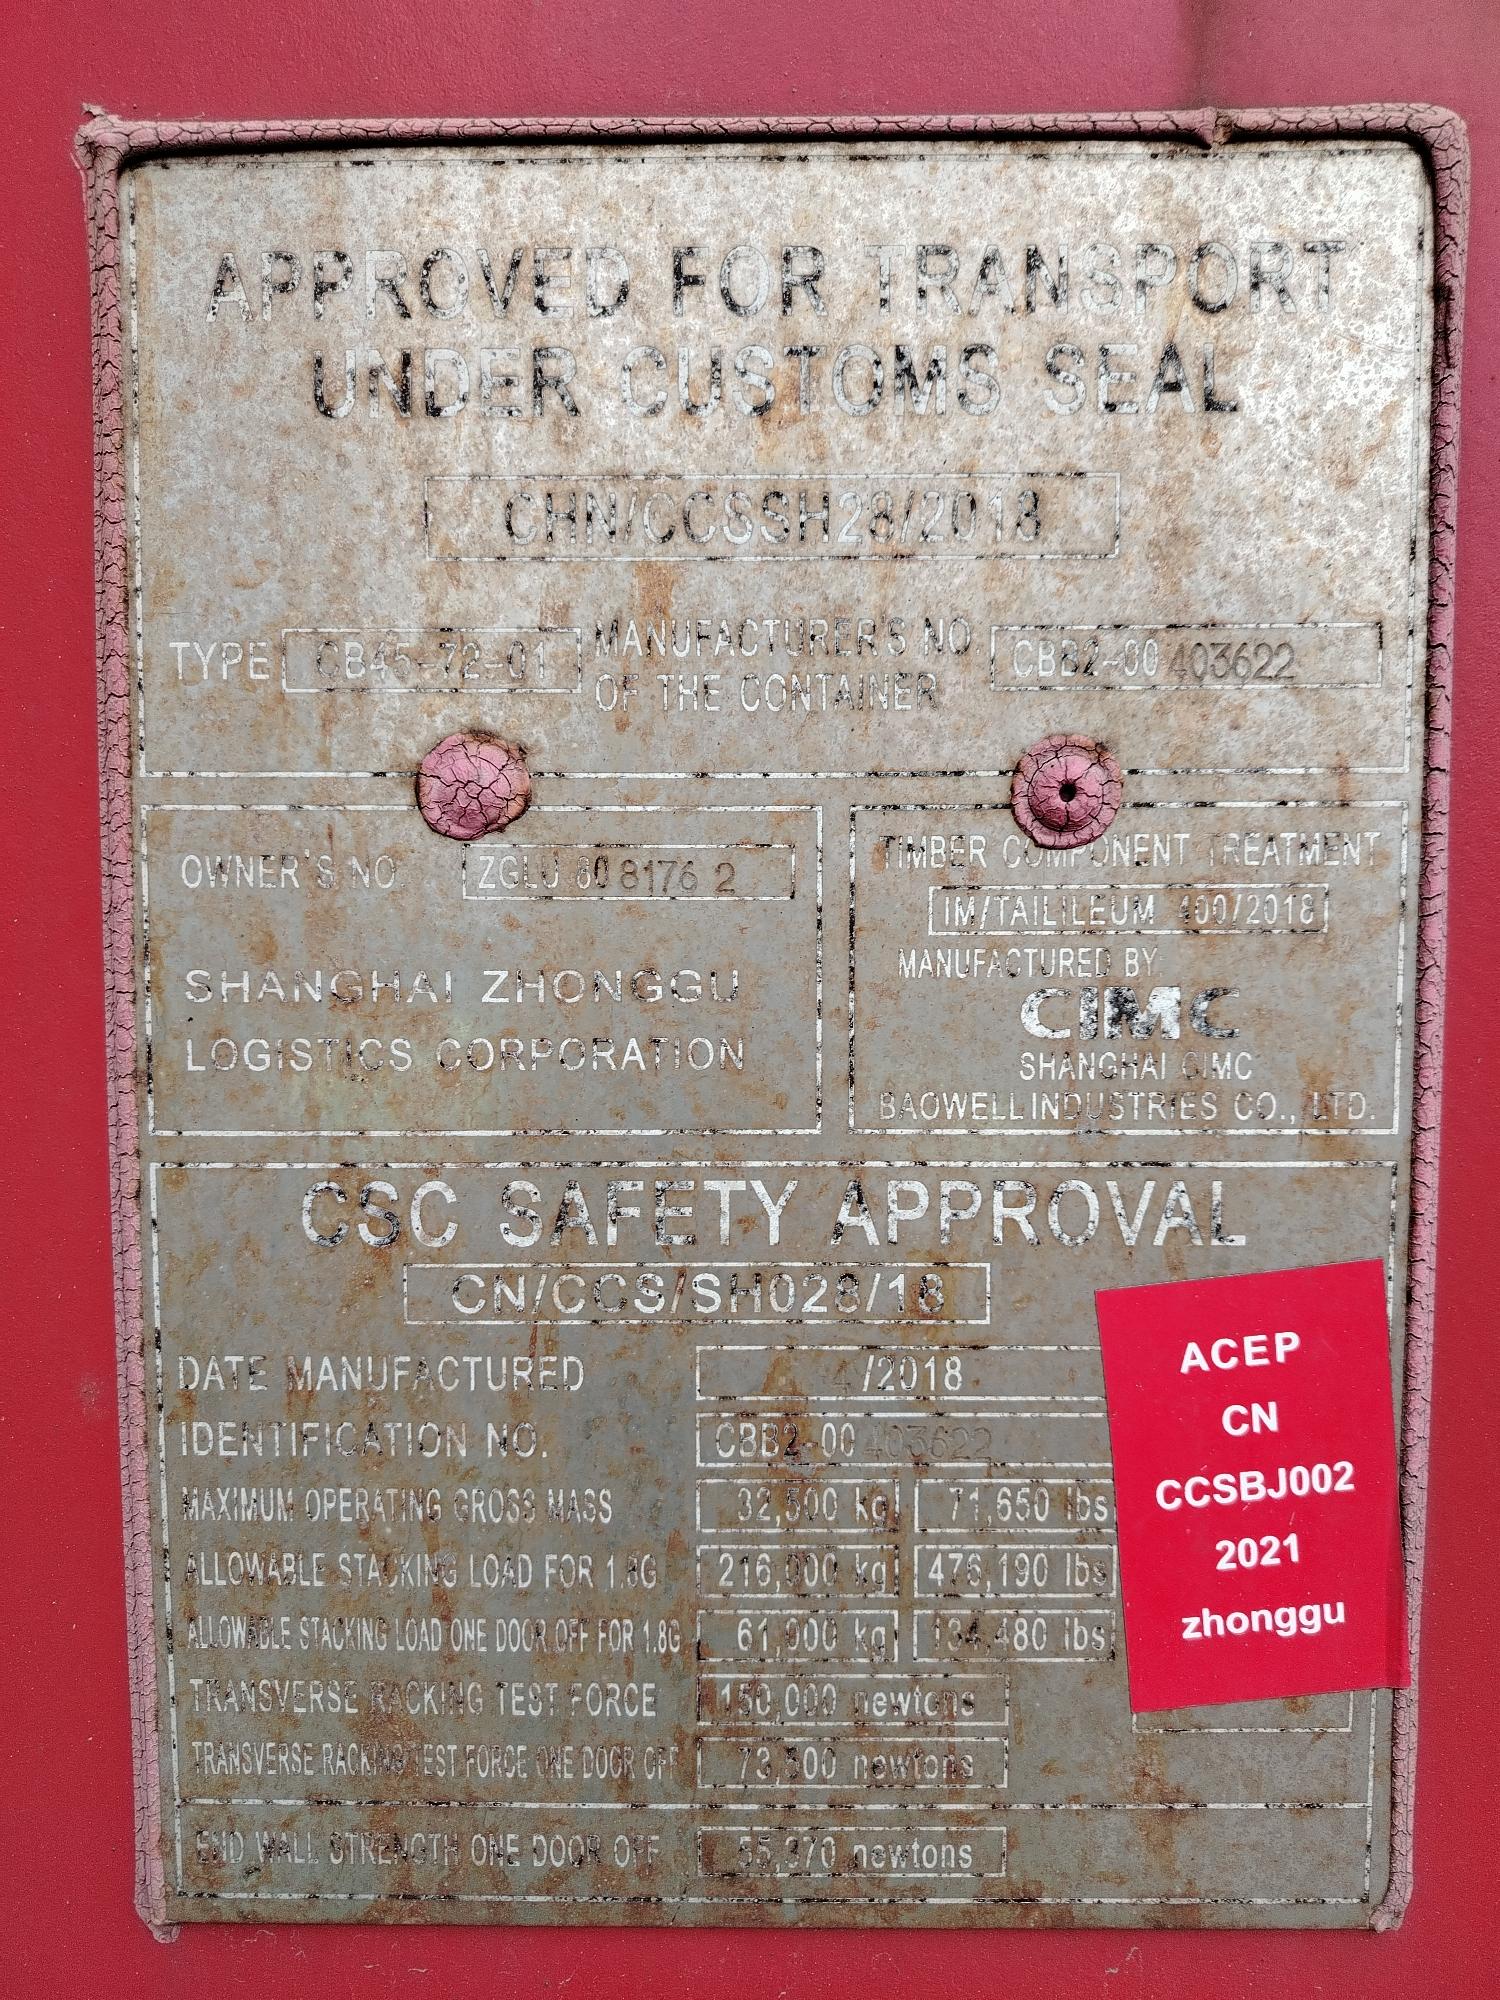 APPROVED FOR TRANSPORT
UNDER CUSTOMS SEAL
CHN/CCSSH28/2018
TYPE CB45-72-01 MANUFACTURER'S NO. OF THE CONTAINER CBB2-00 403622
OWNER'S NO. ZGLU 80 8176 2
SHANGHAI ZHONGGU
LOGISTICS CORPORATION
TIMBER COMPONENT TREATMENT
IM/TAILILEUM 400/2018
MANUFACTURED BY:
CIMC
SHANGHAI CIMC
BAOWELL INDUSTRIES CO., LTD.
CSC SAFETY APPROVAL
CN/CCS/SH028/18
DATE MANUFACTURED /2018
IDENTIFICATION NO. CBB2-00 403622
MAXIMUM OPERATING GROSS MASS 32,500 kg 71,650 lbs
ALLOWABLE STACKING LOAD FOR 1.8G 216,000 kg 476,190 lbs
ALLOWABLE STACKING LOAD ONE DOOR OFF FOR 1.8G 61,000 kg 134,480 lbs
TRANSVERSE RACKING TEST FORCE 150,000 newtons
TRANSVERSE RACKING TEST FORCE ONE DOOR OFF 73,500 newtons
END WALL STRENGTH ONE DOOR OFF 55,370 newtons
ACEP
CN
CCSBJ002
2021
zhonggu